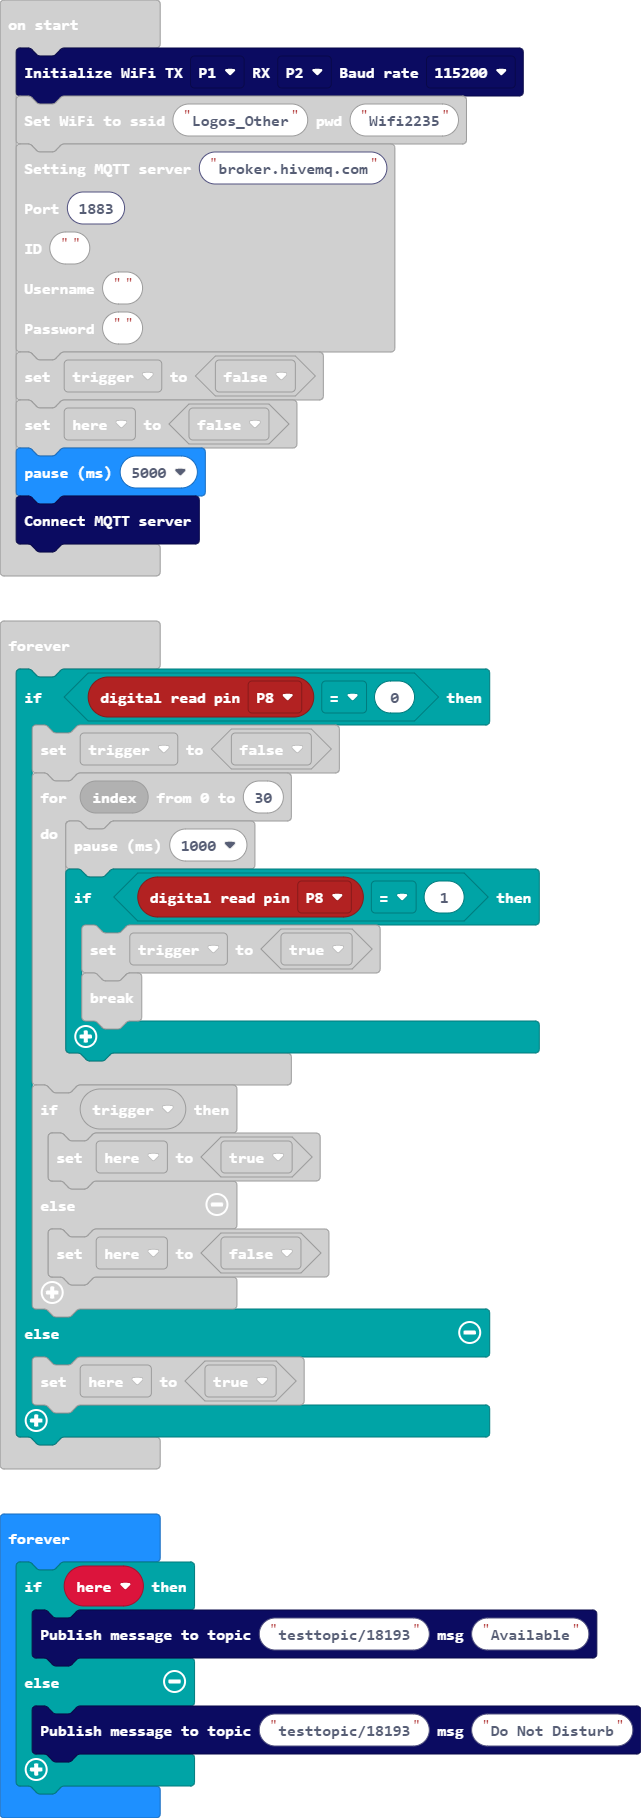 on start
Initialize WiFi TX P1 RX P2 Baud rate 115200
Set WiFi to ssid "Logos_Other" pwd "Wifi2235"
Setting MQTT server "broker.hivemq.com"
Port 1883
ID " "
Username " "
Password " "
set trigger to false
set here to false
pause (ms) 5000
Connect MQTT server
forever
if digital read pin P8 = 0 then
set trigger to false
for index from 0 to 30
do
pause (ms) 1000
if digital read pin P8 = 1 then
set trigger to true
break
if trigger then
set here to true
else
set here to false
else
set here to true
forever
if here then
Publish message to topic "testtopic/18193" msg "Available"
else
Publish message to topic "testtopic/18193" msg "Do Not Disturb"